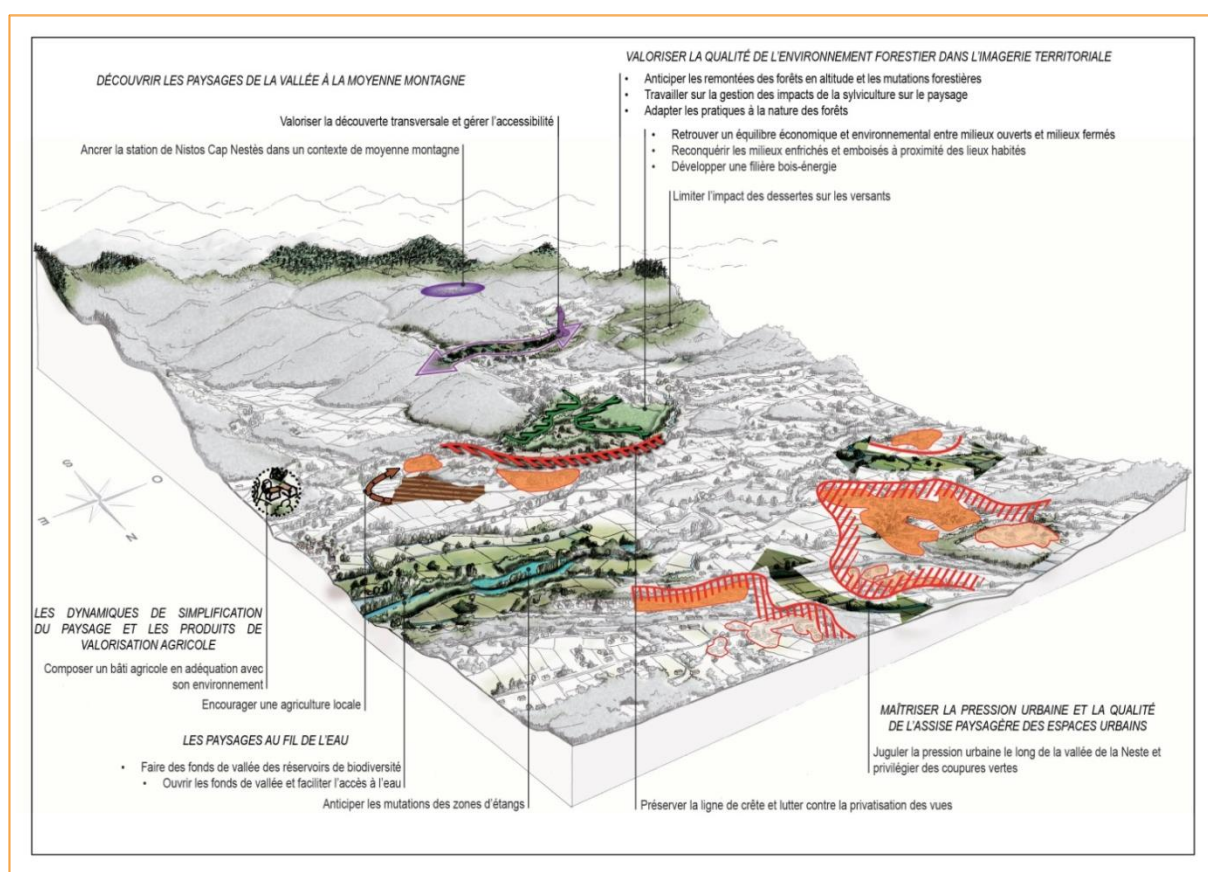 VALORISER LA QUALITÉ DE L'ENVIRONNEMENT FORESTIER DANS L'IMAGERIE TERRITORIALE
• Anticiper les remontées des forêts en altitude et les mutations forestières
• Travailler sur la gestion des impacts de la sylviculture sur le paysage
• Adapter les pratiques à la nature des forêts
• Retrouver un équilibre économique et environnemental entre milieux ouverts et milieux fermés
• Reconquérir les milieux enfrichés et emboisés à proximité des lieux habités
• Développer une filière bois-énergie
Limiter l'impact des dessertes sur les versants
DÉCOUVRIR LES PAYSAGES DE LA VALLÉE À LA MOYENNE MONTAGNE
Valoriser la découverte transversale et gérer l'accessibilité
Ancrer la station de Nistos Cap Nestès dans un contexte de moyenne montagne
S
O
E
N
LES DYNAMIQUES DE SIMPLIFICATION
DU PAYSAGE ET LES PRODUITS DE
VALORISATION AGRICOLE
Composer un bâti agricole en adéquation avec
son environnement
Encourager une agriculture locale
LES PAYSAGES AU FIL DE L'EAU
• Faire des fonds de vallée des réservoirs de biodiversité
• Ouvrir les fonds de vallée et faciliter l'accès à l'eau
Anticiper les mutations des zones d'étangs
MAÎTRISER LA PRESSION URBAINE ET LA QUALITÉ
DE L'ASSISE PAYSAGÈRE DES ESPACES URBAINS
Juguler la pression urbaine le long de la vallée de la Neste et
privilégier des coupures vertes
Préserver la ligne de crête et lutter contre la privatisation des vues